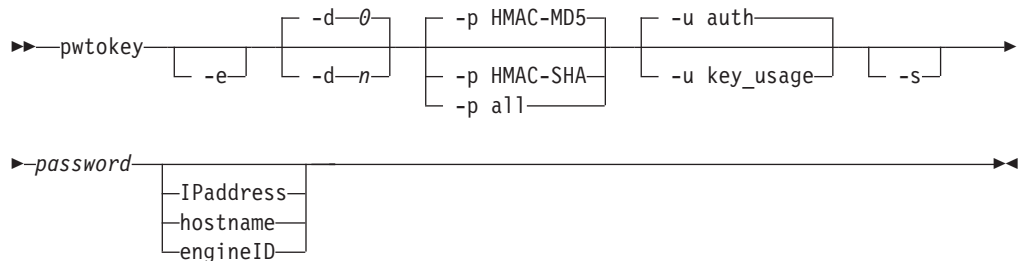 -d 0 -p HMAC-MD5 -u auth
pwtokey
-e -d n -p HMAC-SHA -u key_usage -s
-p all
password
IPaddress
hostname
engineID